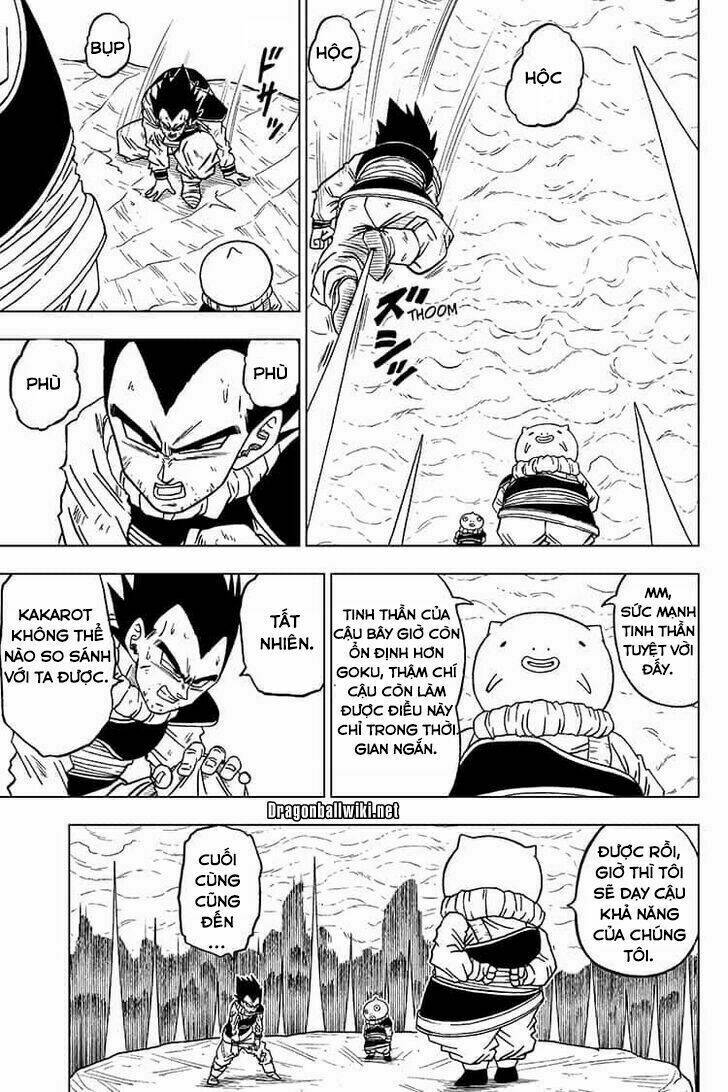 HỘC
HỘC
ズズン
THOOM
BỤP
ドドッ
PHÙ
PHÙ
MM,
SỨC MẠNH
TINH THẦN
TUYỆT VỜI
ĐẤY.
TINH THẦN CỦA
CẬU BÂY GIỜ CÒN
ỔN ĐỊNH HƠN
GOKU, THẬM CHÍ
CẬU CÒN LÀM
ĐƯỢC ĐIỀU NÀY
CHỈ TRONG THỜI
GIAN NGẮN.
TẤT
NHIÊN.
KAKAROT
KHÔNG THỂ
NÀO SO SÁNH
VỚI TA ĐƯỢC.
Dragonballwiki.net
ĐƯỢC RỒI,
GIỜ THÌ TÔI
SẼ DẠY CẬU
KHẢ NĂNG
CỦA CHÚNG
TÔI.
CUỐI
CÙNG
CŨNG
ĐẾN
...